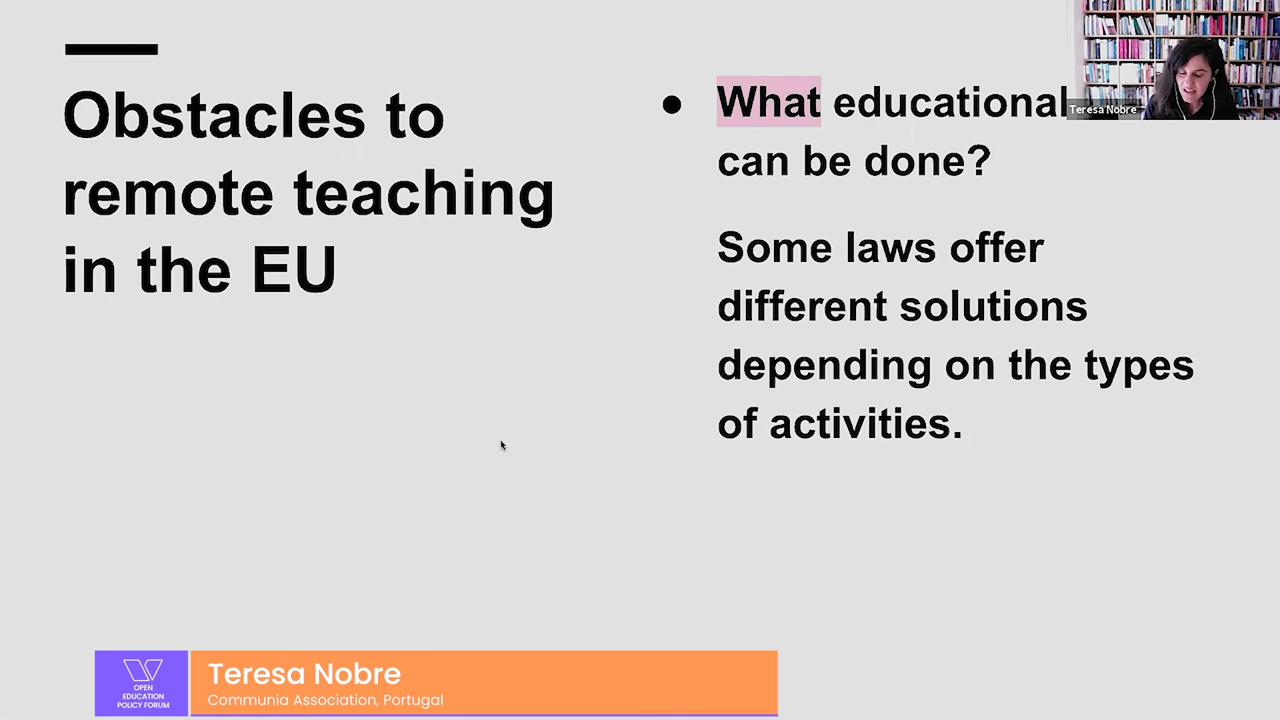 Obstacles to
remote teaching
in the EU
● What educational
can be done?
Some laws offer
different solutions
depending on the types
of activities.
Teresa Nobre
OPEN
EDUCATION
POLICY FORUM
Teresa Nobre
Communia Association, Portugal